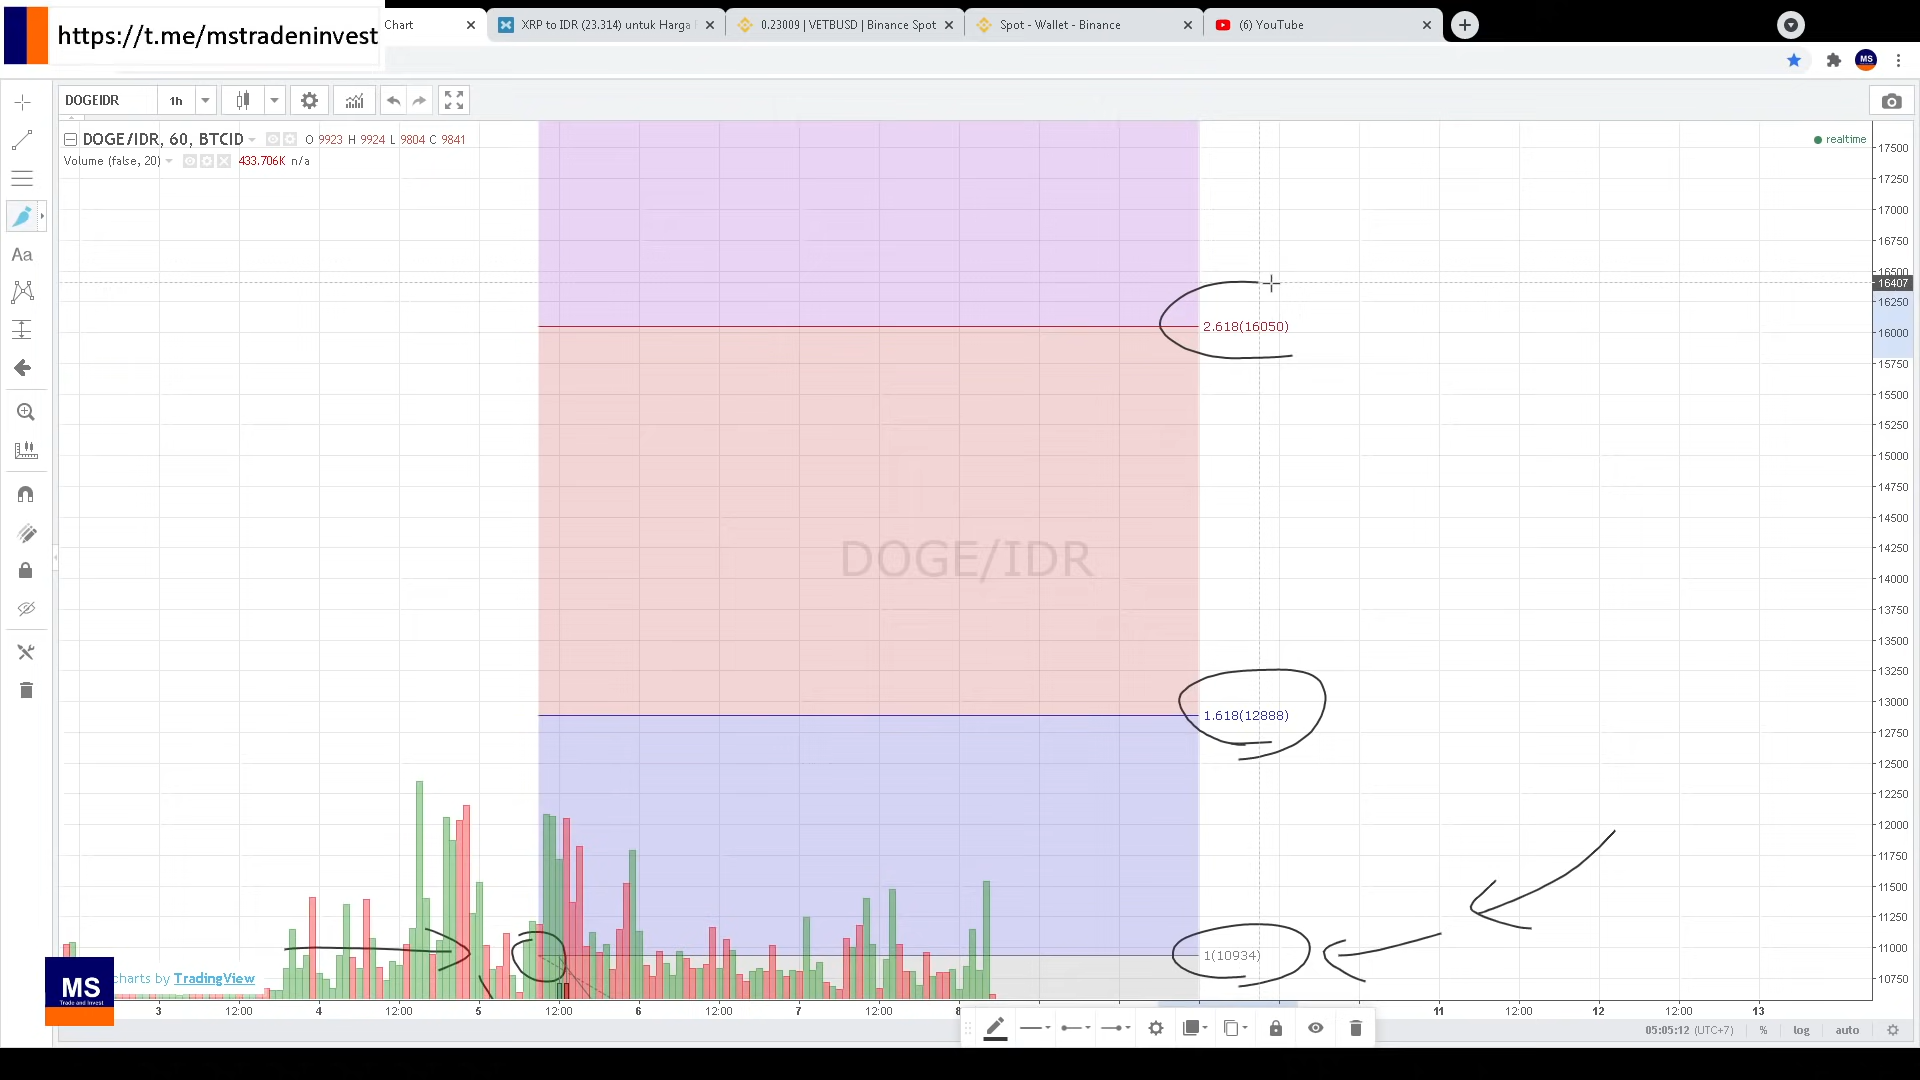 https://t.me/mstradeninvest
Chart
XRP to IDR (23.314) untuk Harga
0.23009 | VETBUSD | Binance Spot
Spot - Wallet - Binance
(6) YouTube
MS
DOGEIDR
1h
DOGE/IDR, 60, BTCID
O 9923 H 9924 L 9804 C 9841
realtime
Volume (false, 20)
433.706K n/a
Aa
17500
17250
17000
16750
16500
16407
16250
16000
15750
15500
15250
15000
14750
14500
14250
14000
13750
13500
13250
13000
12750
12500
12250
12000
11750
11500
11250
11000
10750
2.618(16050)
DOGE/IDR
1.618(12888)
1(10934)
MS
Trade and Invest
charts by TradingView
3
12:00
4
12:00
5
12:00
6
12:00
7
12:00
8
11
12:00
12
12:00
13
05:05:12 (UTC+7)
%
log
auto